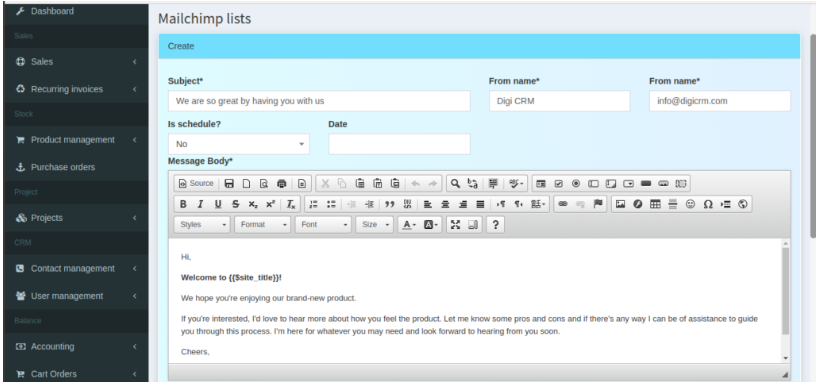 Dashboard
Sales
Sales
Recurring invoices
Stock
Product management
Purchase orders
Project
Projects
CRM
Contact management
User management
Balance
Accounting
Cart Orders
Mailchimp lists
Create
Subject* From name* From name*
We are so great by having you with us Digi CRM info@digicrm.com
Is schedule? Date
No
Message Body*
Source
B I U S x₂ x² Iₓ
Styles Format Font Size A A ?
Hi,
Welcome to {{$site_title}}!
We hope you're enjoying our brand-new product.
If you're interested, I'd love to hear more about how you feel the product. Let me know some pros and cons and if there's any way I can be of assistance to guide
you through this process. I'm here for whatever you may need and look forward to hearing from you soon.
Cheers,